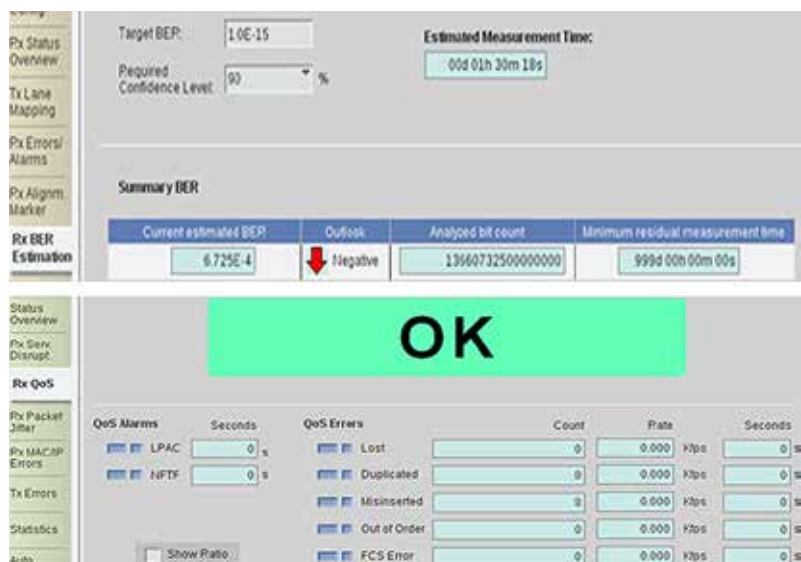 Rx Status
Overview
Tx Lane
Mapping
Rx Errors/
Alarms
Rx Alignm.
Marker
Rx BER
Estimation
Target BER: 1.0E-15
Required
Confidence Level: 90 %
Estimated Measurement Time:
00d 01h 30m 18s
Summary BER
Current estimated BER Outlook Analyzed bit count Minimum residual measurement time
6.725E-4 Negative 13660732500000000 999d 00h 00m 00s
Status
Overview
Rx Serv.
Disrupt.
Rx QoS
Rx Packet
Jitter
Rx MAC/IP
Errors
Tx Errors
Statistics
OK
QoS Alarms Seconds
LPAC 0 s
NFTF 0 s
Show Ratio
QoS Errors Count Rate Seconds
Lost 0 0.000 Kfps 0 s
Duplicated 0 0.000 Kfps 0 s
Misinserted 0 0.000 Kfps 0 s
Out of Order 0 0.000 Kfps 0 s
FCS Error 0 0.000 Kfps 0 s